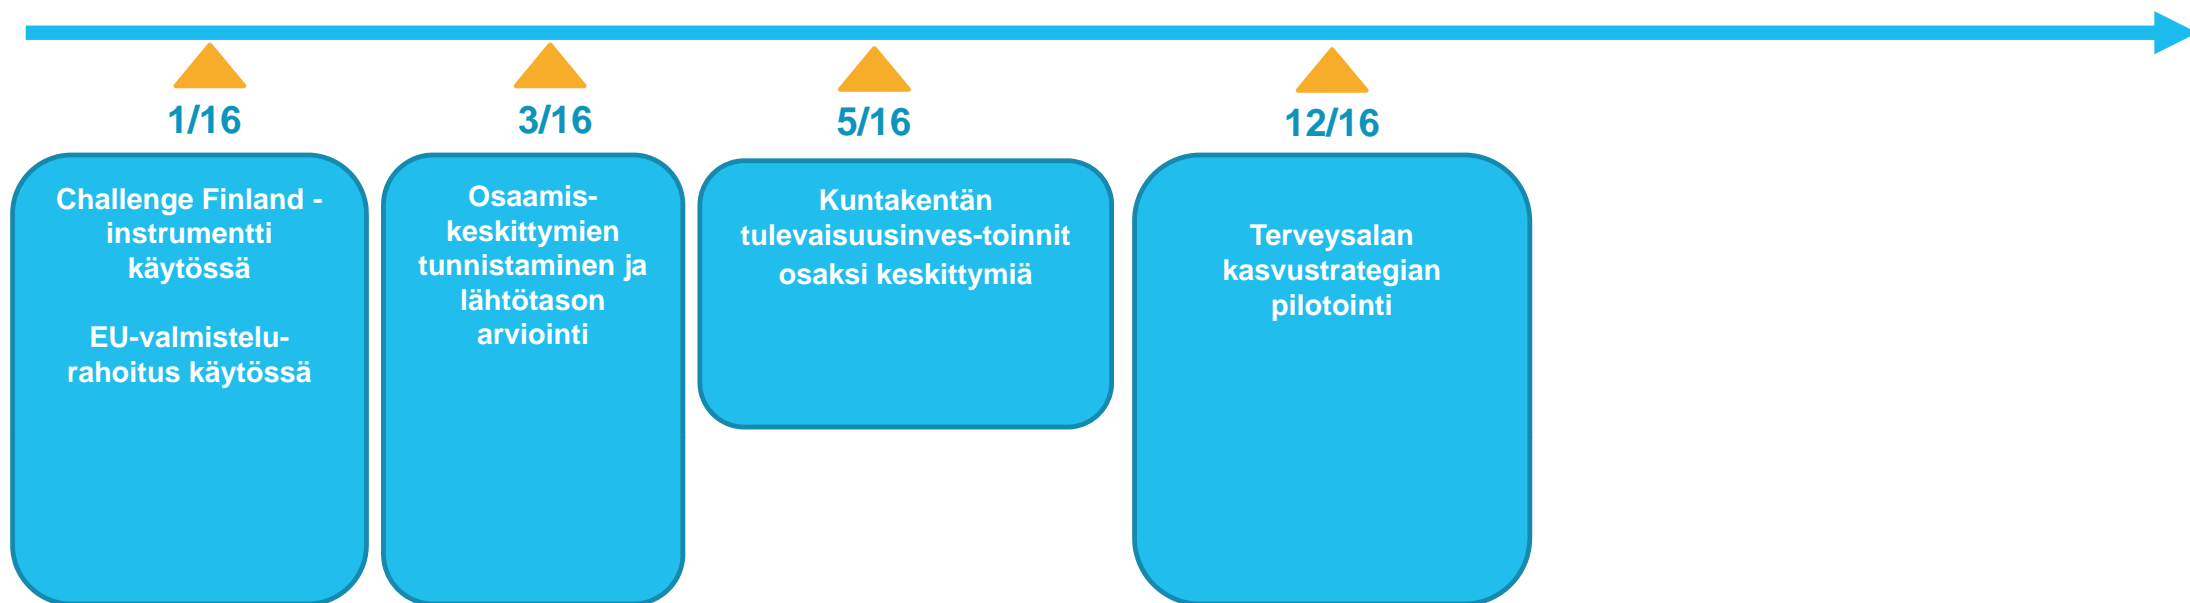 1/16
Challenge Finland -
instrumentti
käytössä
EU-valmistelu-
rahoitus käytössä
3/16
Osaamis-
keskittymien
tunnistaminen ja
lähtötason
arviointi
5/16
Kuntakentän
tulevaisuusinves-toinnit
osaksi keskittymiä
12/16
Terveysalan
kasvustrategian
pilotointi